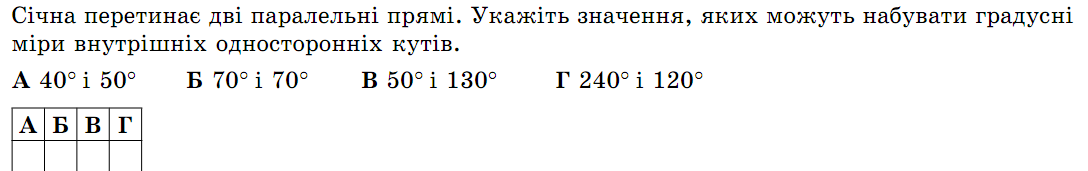 Січна перетинає дві паралельні прямі. Укажіть значення, яких можуть набувати градусні
міри внутрішніх односторонніх кутів.
А 40° і 50° Б 70° і 70° В 50° і 130° Г 240° і 120°
А Б В Г